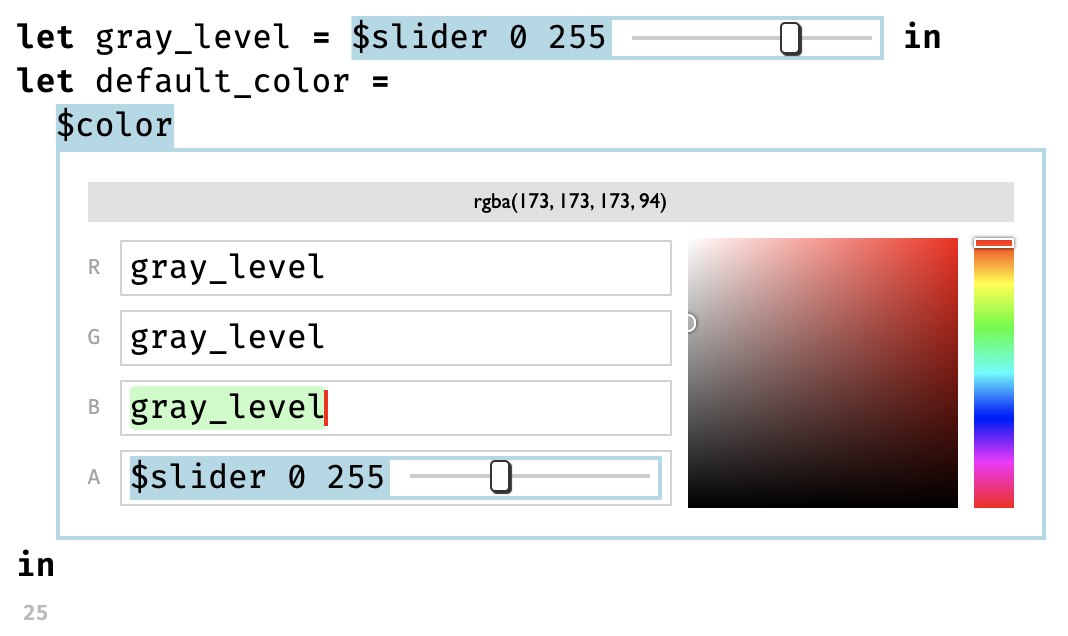 let gray_level = $slider 0 255 in
let default_color =
$color
rgba(173, 173, 173, 94)
R gray_level
G gray_level
B gray_level
A $slider 0 255
in
25